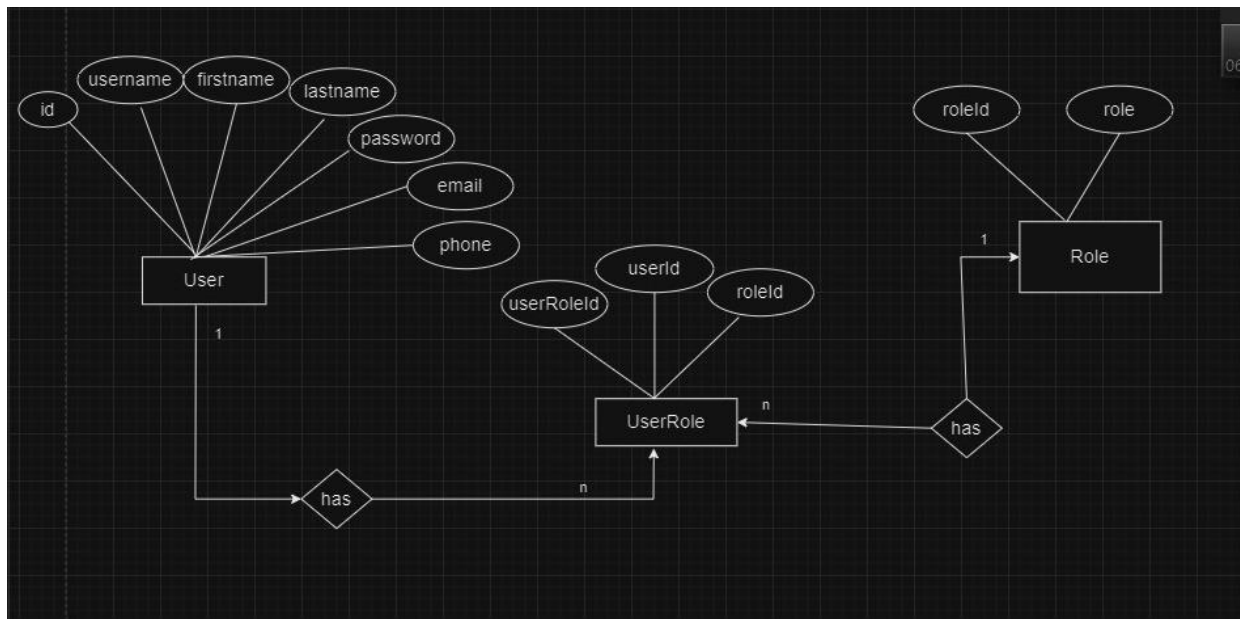 username
firstname
lastname
id
password
email
phone
User
1
roleId
role
1
Role
userId
userRoleId
roleId
n
UserRole
has
has
n
06